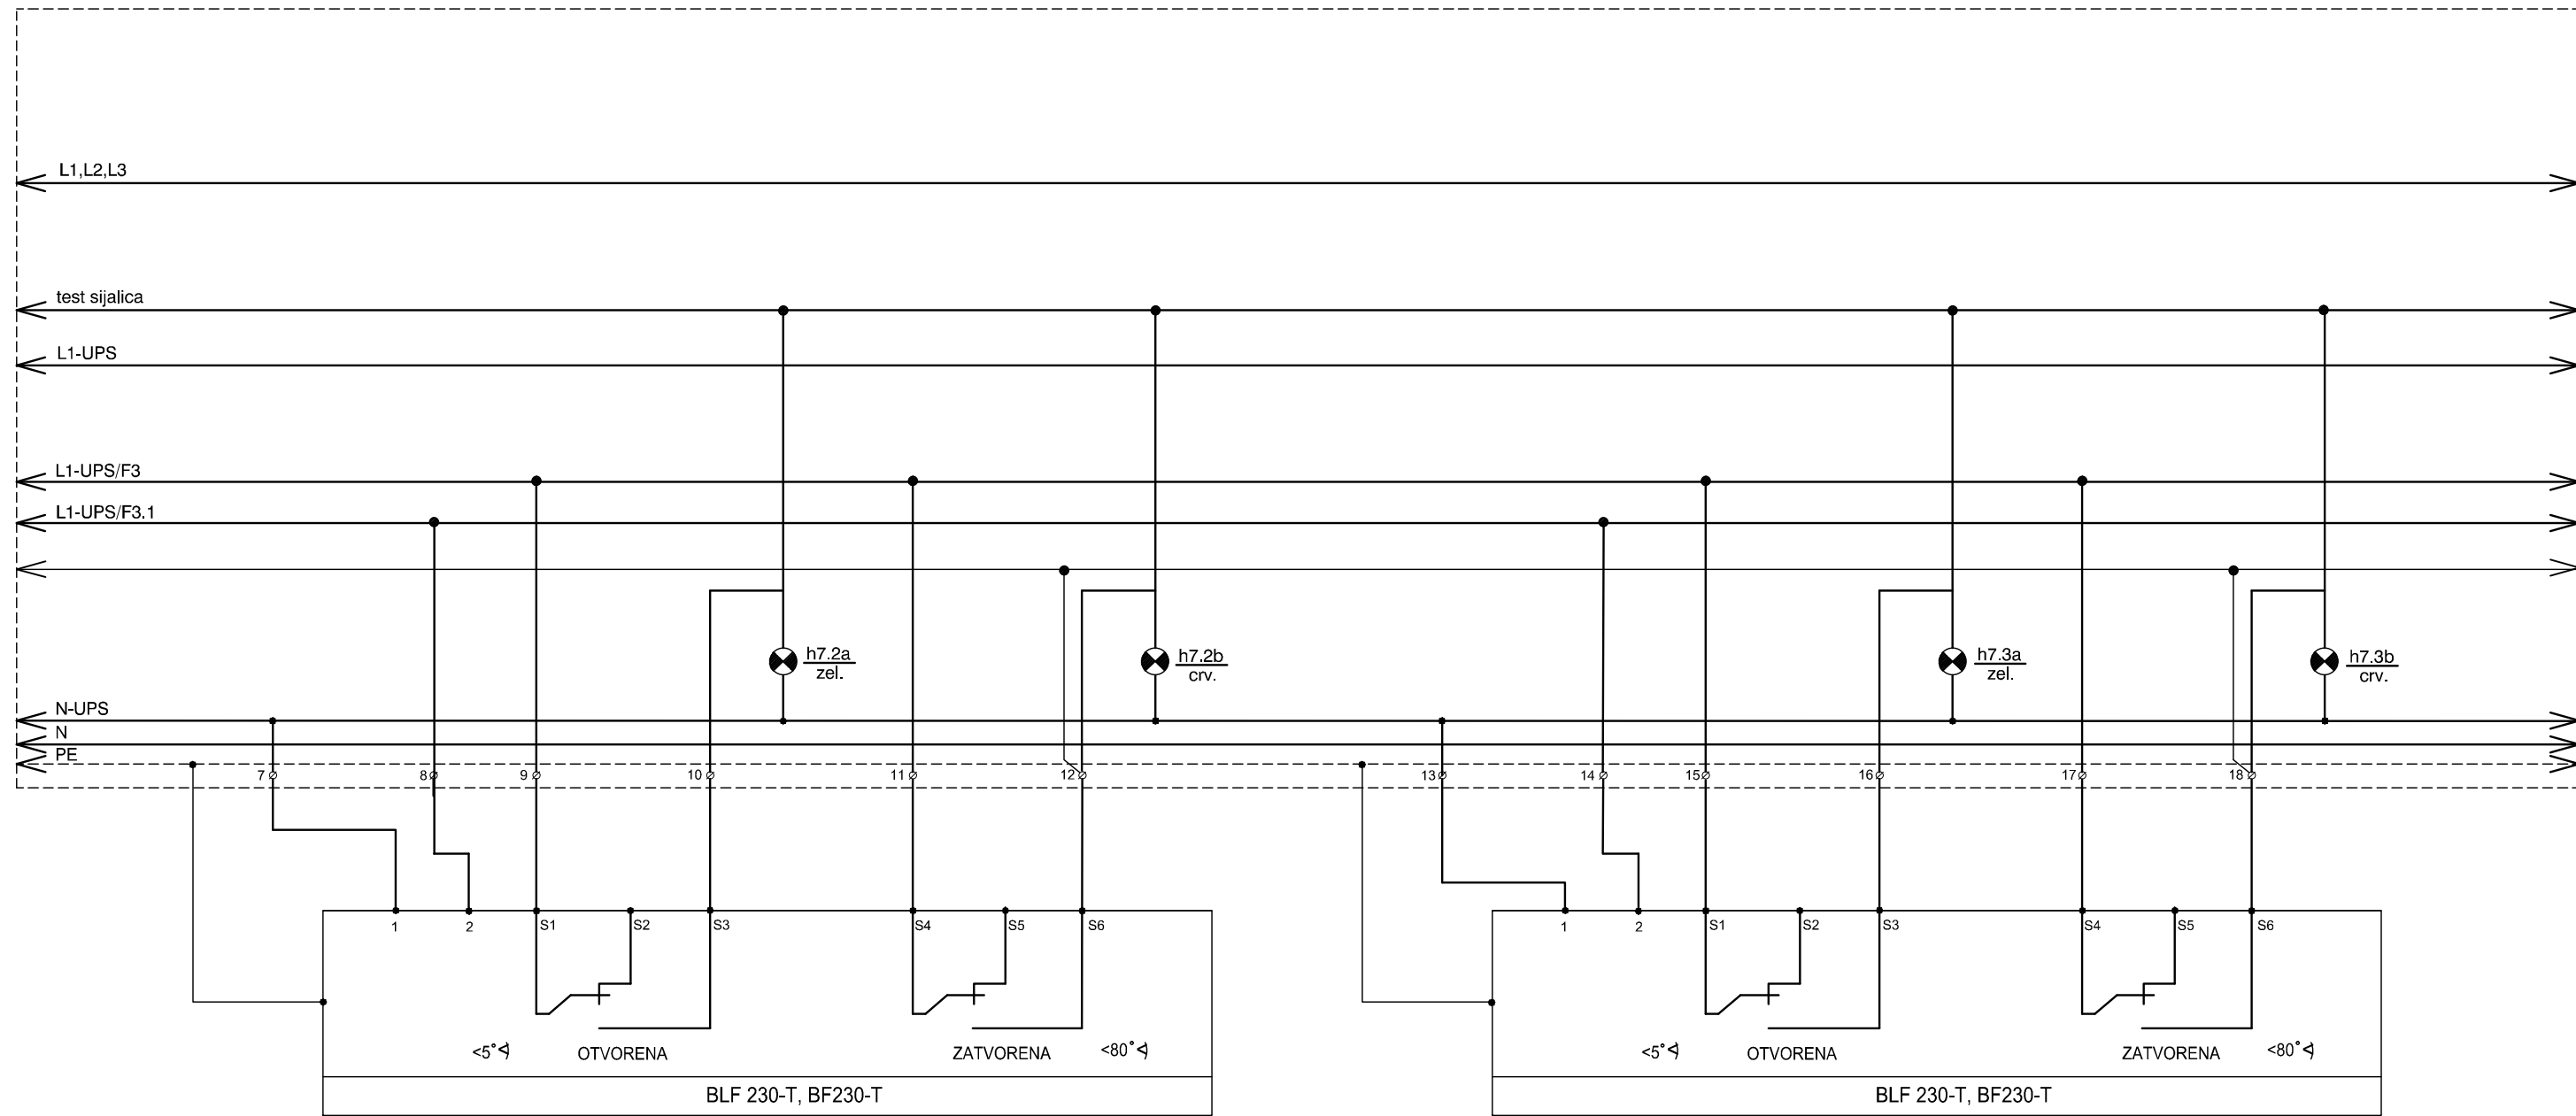 L1,L2,L3
test sijalica
L1-UPS
L1-UPS/F3
L1-UPS/F3.1
h7.2a
zel.
h7.2b
crv.
h7.3a
zel.
h7.3b
crv.
N-UPS
N
PE
7 8 9 10 11 12 13 14 15 16 17 18
1 2 S1 S2 S3 S4 S5 S6 1 2 S1 S2 S3 S4 S5 S6
<5° OTVORENA ZATVORENA <80° <5° OTVORENA ZATVORENA <80°
BLF 230-T, BF230-T BLF 230-T, BF230-T